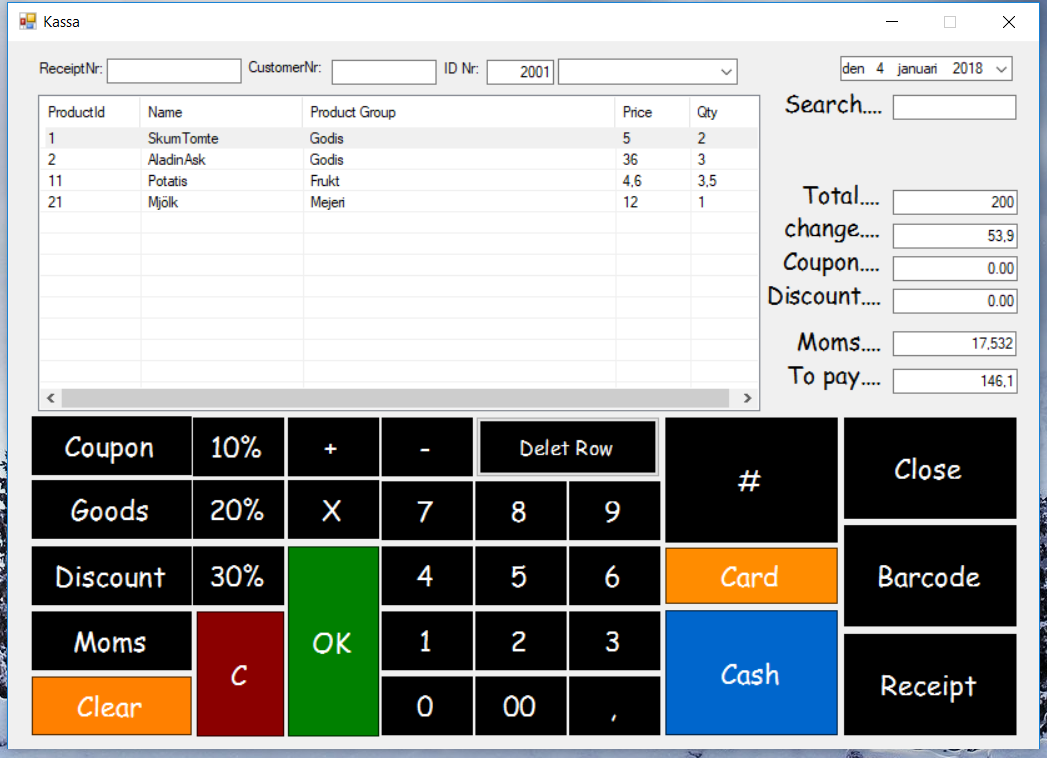 Kassa
ReceiptNr: CustomerNr: ID Nr: 2001 den 4 januari 2018
Search....
ProductId Name Product Group Price Qty
1 SkumTomte Godis 5 2
2 AladinAsk Godis 36 3
11 Potatis Frukt 4,6 3,5
21 Mjölk Mejeri 12 1
Total.... 200
change.... 53,9
Coupon.... 0.00
Discount.... 0.00
Moms.... 17,532
To pay.... 146,1
Coupon 10% + - Delet Row # Close
Goods 20% X 7 8 9
Discount 30% OK 4 5 6 Card Barcode
Moms C 1 2 3 Cash Receipt
Clear 0 00 ,